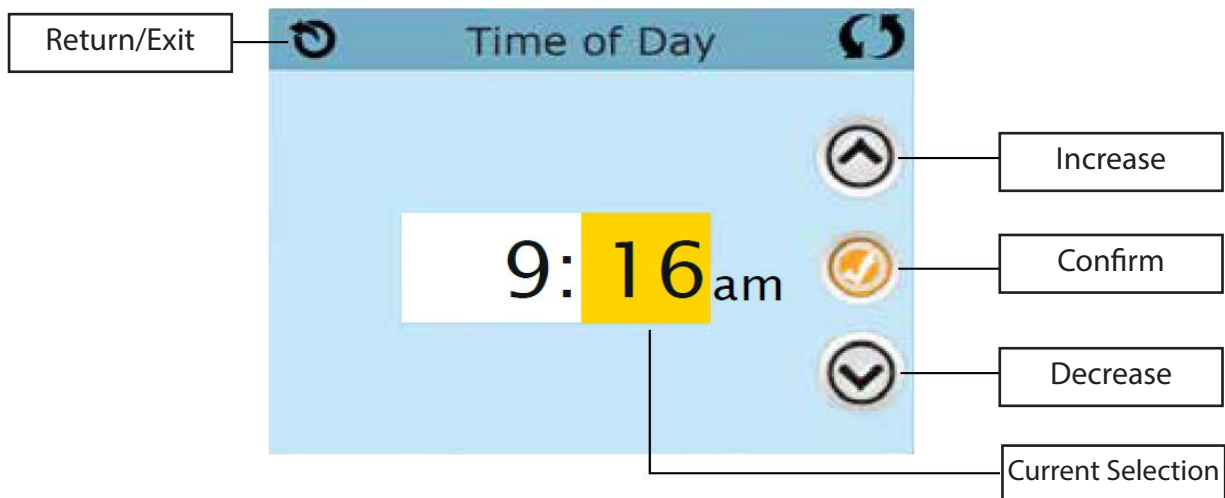 Return/Exit
Time of Day
Increase
9:16am
Confirm
Decrease
Current Selection